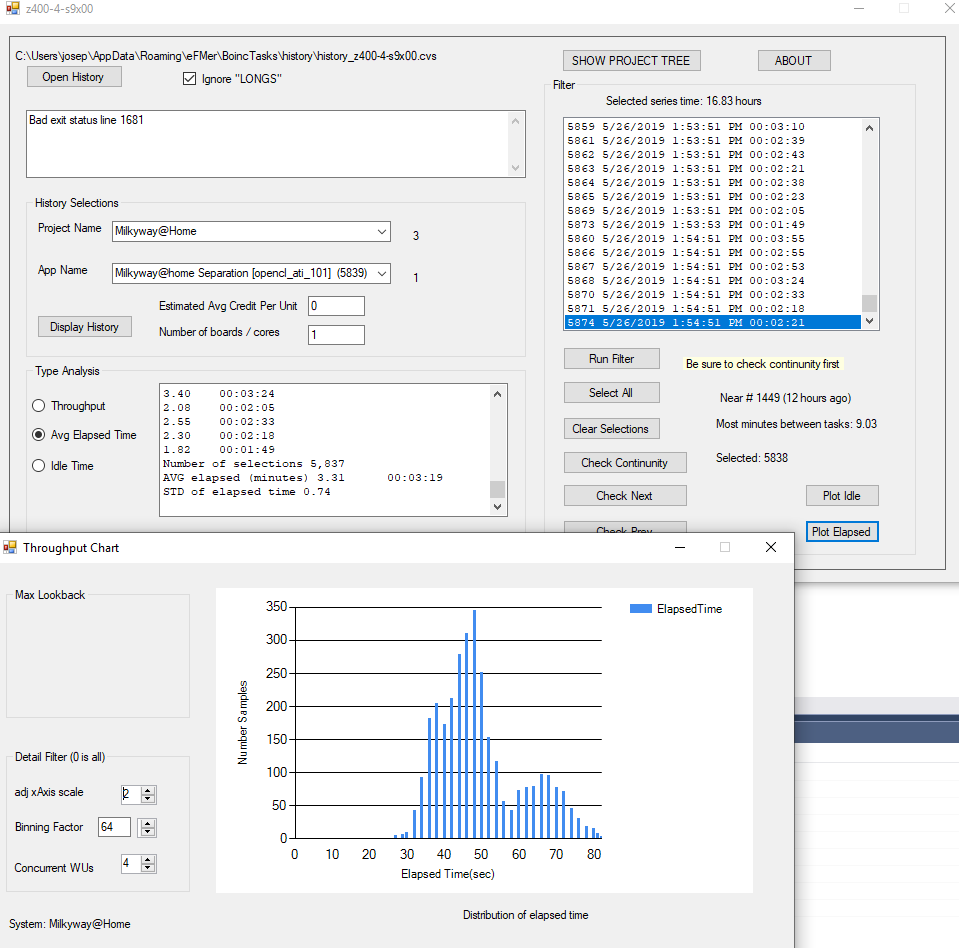 z400-4-s9x00
C:\Users\josep\AppData\Roaming\eFMer\BoincTasks\history\history_z400-4-s9x00.cvs
Open History
Ignore "LONGS"
SHOW PROJECT TREE
ABOUT
Bad exit status line 1681
Filter
Selected series time: 16.83 hours
5859 5/26/2019 1:53:51 PM 00:03:10
5861 5/26/2019 1:53:51 PM 00:02:39
5862 5/26/2019 1:53:51 PM 00:02:43
5863 5/26/2019 1:53:51 PM 00:02:21
5864 5/26/2019 1:53:51 PM 00:02:38
5865 5/26/2019 1:53:51 PM 00:02:23
5869 5/26/2019 1:53:51 PM 00:02:05
5873 5/26/2019 1:53:53 PM 00:01:49
5860 5/26/2019 1:54:51 PM 00:03:55
5866 5/26/2019 1:54:51 PM 00:02:55
5867 5/26/2019 1:54:51 PM 00:02:53
5868 5/26/2019 1:54:51 PM 00:03:24
5870 5/26/2019 1:54:51 PM 00:02:33
5871 5/26/2019 1:54:51 PM 00:02:18
5874 5/26/2019 1:54:51 PM 00:02:21
History Selections
Project Name
Milkyway@Home
3
App Name
Milkyway@home Separation [opencl_ati_101] (5839)
1
Estimated Avg Credit Per Unit
0
Display History
Number of boards / cores
1
Run Filter
Be sure to check continunity first
Select All
Near # 1449 (12 hours ago)
Clear Selections
Most minutes between tasks: 9.03
Check Continunity
Selected: 5838
Check Next
Plot Idle
Check Prev
Plot Elapsed
Type Analysis
Throughput
Avg Elapsed Time
Idle Time
3.40 00:03:24
2.08 00:02:05
2.55 00:02:33
2.30 00:02:18
1.82 00:01:49
Number of selections 5,837
AVG elapsed (minutes) 3.31 00:03:19
STD of elapsed time 0.74
Throughput Chart
Max Lookback
Detail Filter (0 is all)
adj xAxis scale
2
Binning Factor
64
Concurrent WUs
4
System: Milkyway@Home
Number Samples
350
300
250
200
150
100
50
0
0 10 20 30 40 50 60 70 80
Elapsed Time(sec)
ElapsedTime
Distribution of elapsed time